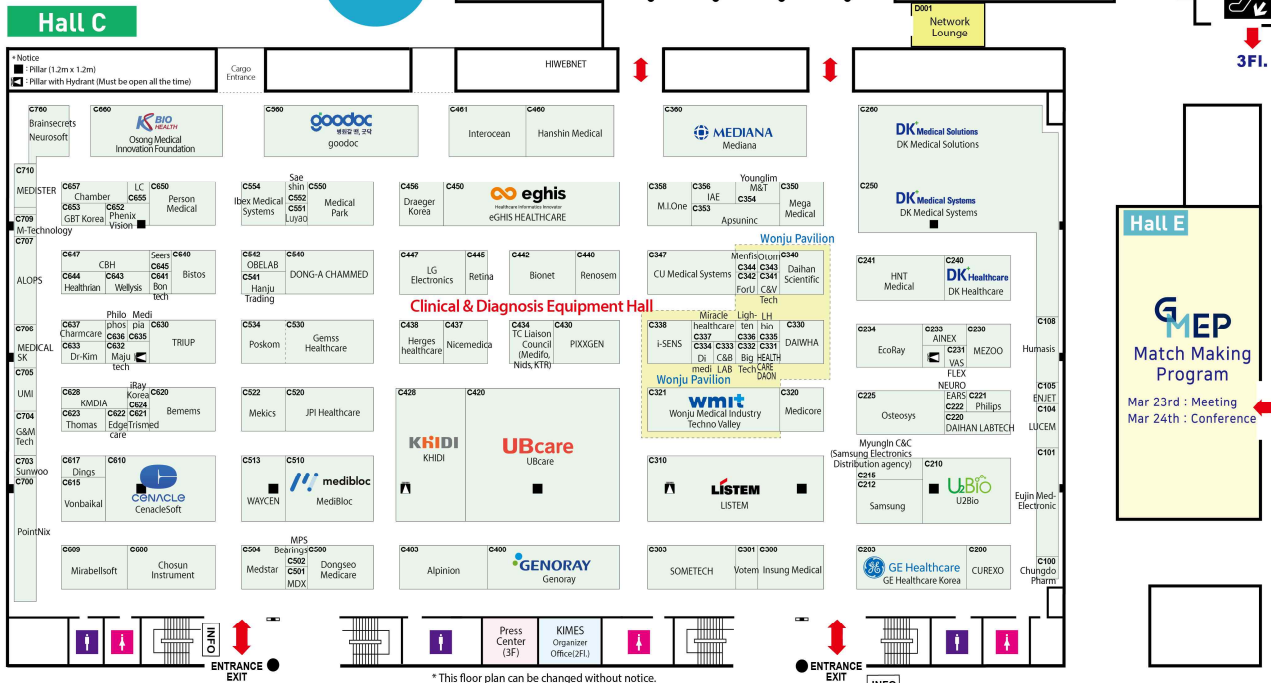 Hall C
D001
Network
Lounge
3Fl.
* Notice
: Pillar (1.2m x 1.2m)
: Pillar with Hydrant (Must be open all the time)
Cargo
Entrance
HIWEBNET
C760
Brainsecrets
Neurosoft
C660
K BIO
HEALTH
Osong Medical
Innovation Foundation
C560
goodoc
병원갈 땐, 굿닥
goodoc
C461
Interocean
C460
Hanshin Medical
C360
MEDIANA
Mediana
C260
DK Medical Solutions
DK Medical Solutions
C250
DK Medical Systems
DK Medical Systems
C710
MEDISTER
C709
M-Technology
C707
ALOPS
C706
MEDICAL
SK
C705
UMI
C704
G&M
Tech
C703
Sunwoo
C700
PointNix
C657
Chamber
LC
C655
C650
Person
Medical
C653
GBT Korea
C652
Phenix
Vision
C554
Ibex Medical
Systems
Sae
shin
C552
C551
Luyao
C550
Medical
Park
C456
Draeger
Korea
C450
eghis
Healthcare Informatics Innovator
eGHIS HEALTHCARE
C358
M.I.One
C356
IAE
C353
Apsuninc
Younglim
M&T
C354
C350
Mega
Medical
C647
CBH
Seers
C645
C640
Bistos
C644
Healthrian
C643
Wellysis
C641
Bon
tech
C542
OBELAB
C541
Hanju
Trading
C540
DONG-A CHAMMED
C447
LG
Electronics
C445
Retina
C442
Bionet
C440
Renosem
Wonju Pavilion
C347
CU Medical Systems
Menfis
C344
C342
ForU
Otom
C343
C341
C&V
Tech
C340
Daihan
Scientific
C241
HNT
Medical
C240
DK Healthcare
DK Healthcare
Clinical & Diagnosis Equipment Hall
C637
Charmcare
Philo
phos
C636
Medi
pia
C635
C630
TRIUP
C633
Dr-Kim
C632
Maju
tech
C534
Poskom
C530
Gemss
Healthcare
C438
Herges
healthcare
C437
Nicemedica
C434
TC Liaison
Council
(Medifo,
Nids, KTR)
C430
PIXXGEN
C338
i-SENS
Miracle
healthcare
C337
C334
Di
medi
C333
C&B
LAB
Ligh-
ten
C336
C332
Big
Tech
LH
hin
C335
C331
HEALTH
CARE
DAON
C330
DAIWHA
C234
EcoRay
C233
AINEX
C231
VAS
FLEX
C230
MEZOO
C108
Humasis
C105
ENJET
C104
LUCEM
C101
Eujin Med-
Electronic
C100
Chungdo
Pharm
C628
KMDIA
iRay
Korea
C624
C620
Bemems
C623
Thomas
C622
Edge
care
C621
Trismed
C522
Mekics
C520
JPI Healthcare
C428
KHIDI
KHIDI
C420
UBcare
UBcare
Wonju Pavilion
C321
wmit
Wonju Medical Industry
Techno Valley
C320
Medicore
C225
Osteosys
NEURO
EARS
C222
C221
Philips
C220
DAIHAN LABTECH
C617
Dings
C615
Vonbaikal
C610
CENACLE
CenacleSoft
C513
WAYCEN
C510
medibloc
MediBloc
C310
LISTEM
LISTEM
MyungIn C&C
(Samsung Electronics
Distribution agency)
C216
C212
Samsung
C210
U2Bio
U2Bio
C609
Mirabellsoft
C600
Chosun
Instrument
C504
Medstar
MPS
Bearings
C502
C501
MDX
C500
Dongseo
Medicare
C403
Alpinion
C400
GENORAY
Genoray
C303
SOMETECH
C301
Votem
C300
Insung Medical
C203
GE Healthcare
GE Healthcare Korea
C200
CUREXO
INFO
ENTRANCE
EXIT
Press
Center
(3F)
KIMES
Organizer
Office(2Fl.)
ENTRANCE
EXIT
INFO
* This floor plan can be changed without notice.
Hall E
GMEP
Match Making
Program
Mar 23rd : Meeting
Mar 24th : Conference